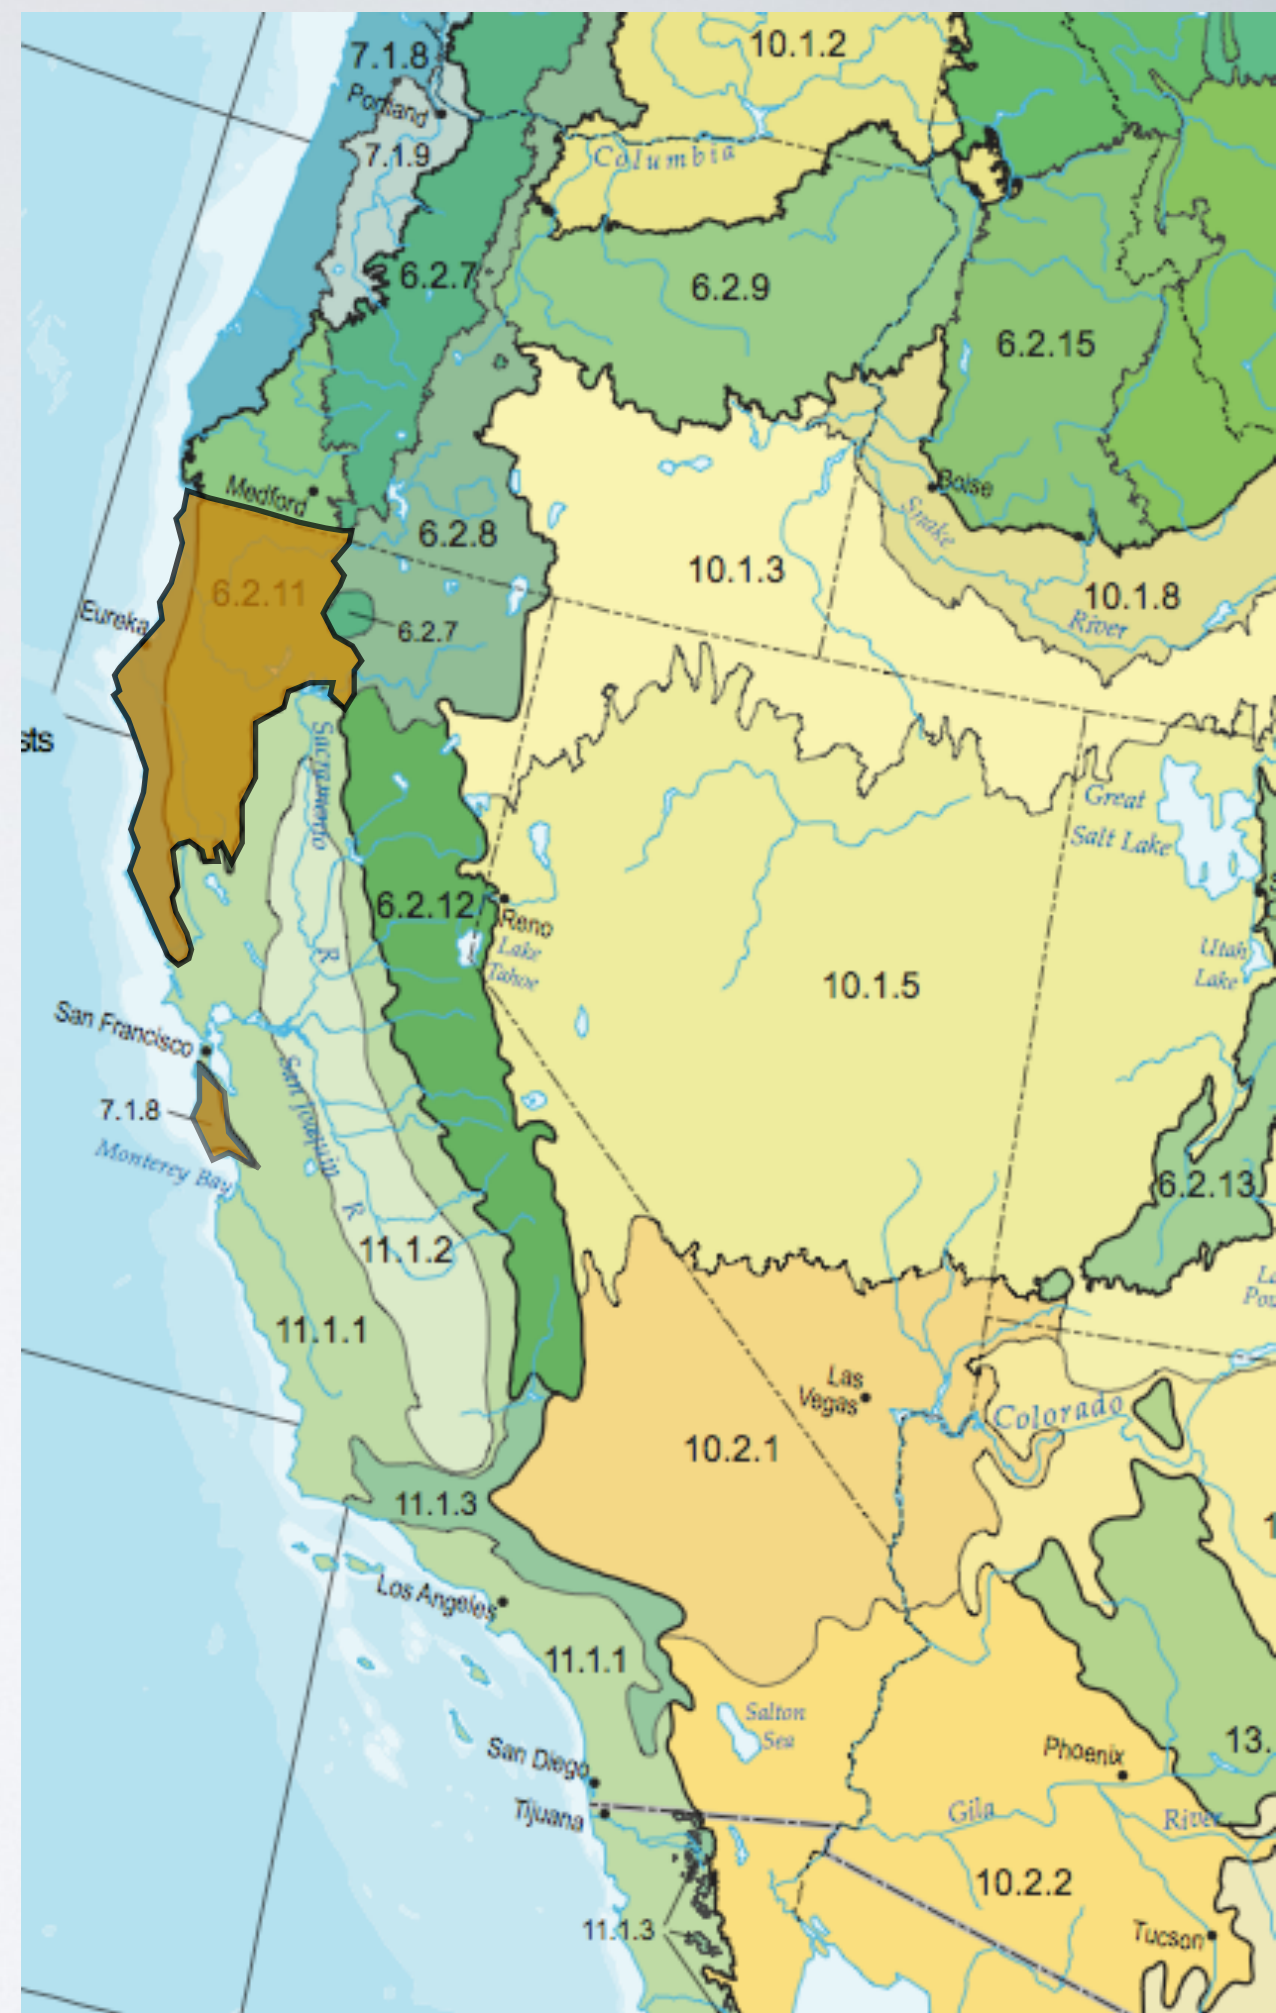 7.1.8
10.1.2
Portland
7.1.9
Columbia
6.2.7
6.2.9
6.2.15
Medford
Boise
6.2.8
Snake
10.1.3
6.2.11
10.1.8
Eureka
6.2.7
River
sts
Sacramento
Great
Salt Lake
6.2.12
Reno
Lake
Tahoe
R
Utah
Lake
10.1.5
San Francisco
San Joaquin
7.1.8
Monterey Bay
6.2.13
R
11.1.2
11.1.1
Las
Vegas
Colorado
10.2.1
11.1.3
Los Angeles
11.1.1
Salton
Sea
13.
San Diego
Phoenix
Tijuana
Gila
River
10.2.2
11.1.3
Tucson